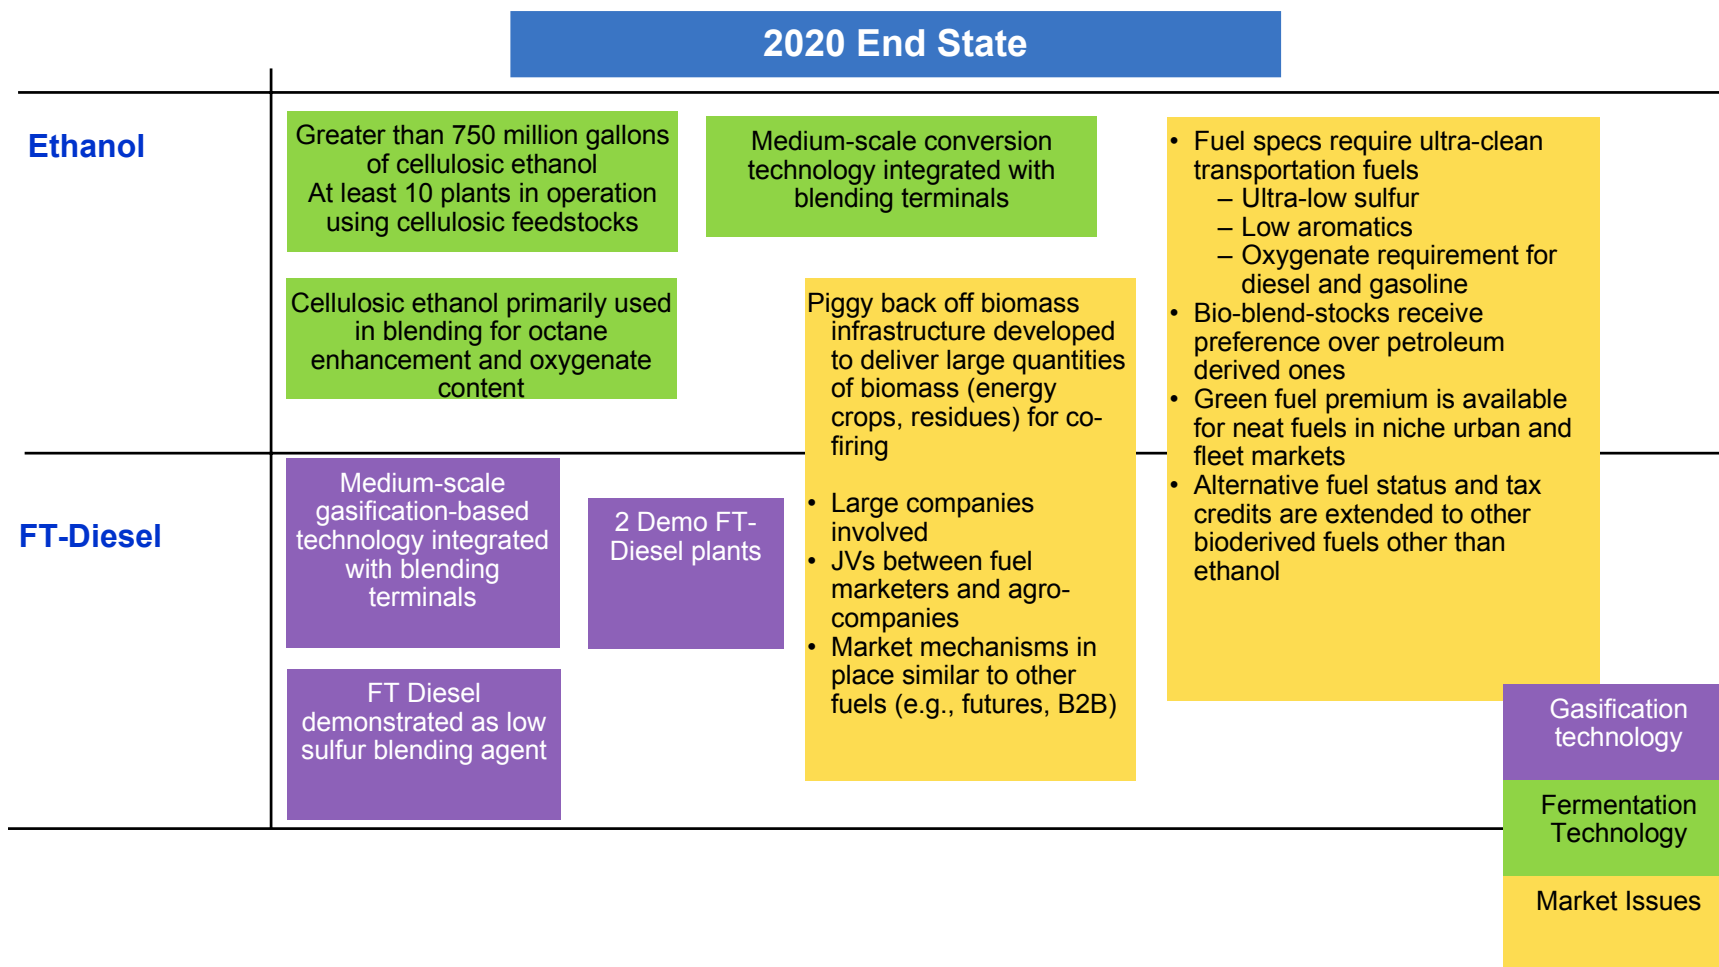 2020 End State
Ethanol
Greater than 750 million gallons
of cellulosic ethanol
At least 10 plants in operation
using cellulosic feedstocks
Medium-scale conversion
technology integrated with
blending terminals
Cellulosic ethanol primarily used
in blending for octane
enhancement and oxygenate
content
Piggy back off biomass
infrastructure developed
to deliver large quantities
of biomass (energy
crops, residues) for co-
firing
• Large companies
involved
• JVs between fuel
marketers and agro-
companies
• Market mechanisms in
place similar to other
fuels (e.g., futures, B2B)
• Fuel specs require ultra-clean
transportation fuels
– Ultra-low sulfur
– Low aromatics
– Oxygenate requirement for
diesel and gasoline
• Bio-blend-stocks receive
preference over petroleum
derived ones
• Green fuel premium is available
for neat fuels in niche urban and
fleet markets
• Alternative fuel status and tax
credits are extended to other
bioderived fuels other than
ethanol
FT-Diesel
Medium-scale
gasification-based
technology integrated
with blending
terminals
2 Demo FT-
Diesel plants
FT Diesel
demonstrated as low
sulfur blending agent
Gasification
technology
Fermentation
Technology
Market Issues